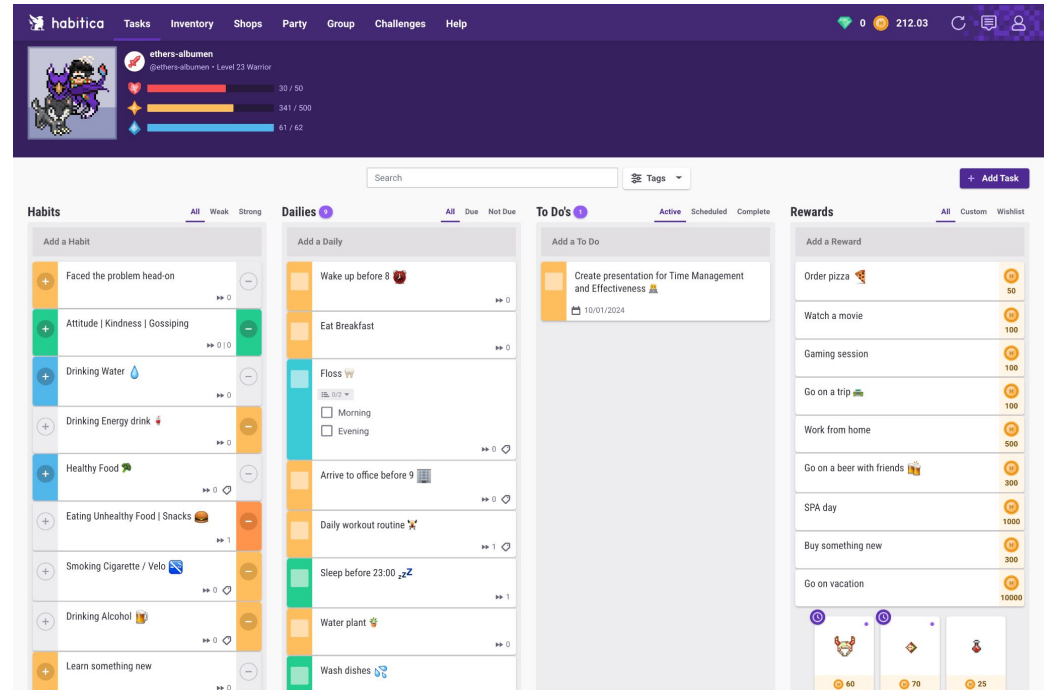 habitica
Tasks
Inventory
Shops
Party
Group
Challenges
Help
0
212.03
ethers-albumen
@ethers-albumen • Level 23 Warrior
30 / 50
341 / 500
61 / 62
Search
Tags
+ Add Task
Habits
All Weak Strong
Add a Habit
Faced the problem head-on
0
Attitude | Kindness | Gossiping
0 | 0
Drinking Water
0
Drinking Energy drink
0
Healthy Food
0
Eating Unhealthy Food | Snacks
1
Smoking Cigarette / Velo
0
Drinking Alcohol
0
Learn something new
0
Dailies 9
All Due Not Due
Add a Daily
Wake up before 8
0
Eat Breakfast
0
Floss
0/2
Morning
Evening
0
Arrive to office before 9
0
Daily workout routine
1
Sleep before 23:00 zzZ
1
Water plant
0
Wash dishes
To Do's 1
Active Scheduled Complete
Add a To Do
Create presentation for Time Management
and Effectiveness
10/01/2024
Rewards
All Custom Wishlist
Add a Reward
Order pizza
50
Watch a movie
100
Gaming session
100
Go on a trip
100
Work from home
500
Go on a beer with friends
300
SPA day
1000
Buy something new
300
Go on vacation
10000
60
70
25